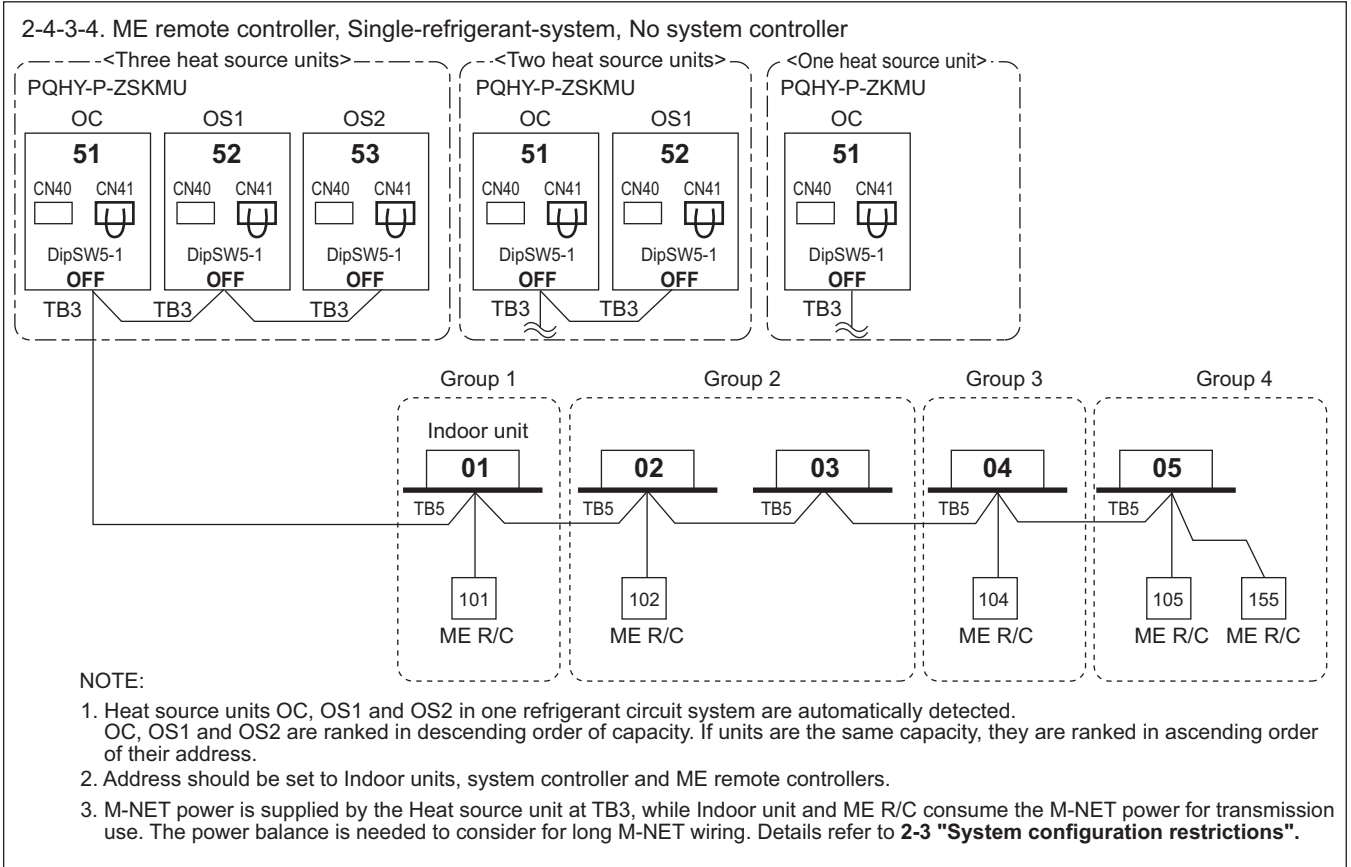 2-4-3-4. ME remote controller, Single-refrigerant-system, No system controller
<Three heat source units> <Two heat source units> <One heat source unit>
PQHY-P-ZSKMU PQHY-P-ZSKMU PQHY-P-ZKMU
OC OS1 OS2 OC OS1 OC
51 52 53 51 52 51
CN40 CN41 CN40 CN41 CN40 CN41 CN40 CN41 CN40 CN41 CN40 CN41
DipSW5-1 DipSW5-1 DipSW5-1 DipSW5-1 DipSW5-1 DipSW5-1
OFF OFF OFF OFF OFF OFF
TB3 TB3 TB3 TB3 TB3 TB3
Group 1 Group 2 Group 3 Group 4
Indoor unit
01 02 03 04 05
TB5 TB5 TB5 TB5 TB5
101 102 104 105 155
ME R/C ME R/C ME R/C ME R/C ME R/C
NOTE:
1. Heat source units OC, OS1 and OS2 in one refrigerant circuit system are automatically detected.
OC, OS1 and OS2 are ranked in descending order of capacity. If units are the same capacity, they are ranked in ascending order
of their address.
2. Address should be set to Indoor units, system controller and ME remote controllers.
3. M-NET power is supplied by the Heat source unit at TB3, while Indoor unit and ME R/C consume the M-NET power for transmission
use. The power balance is needed to consider for long M-NET wiring. Details refer to 2-3 "System configuration restrictions".